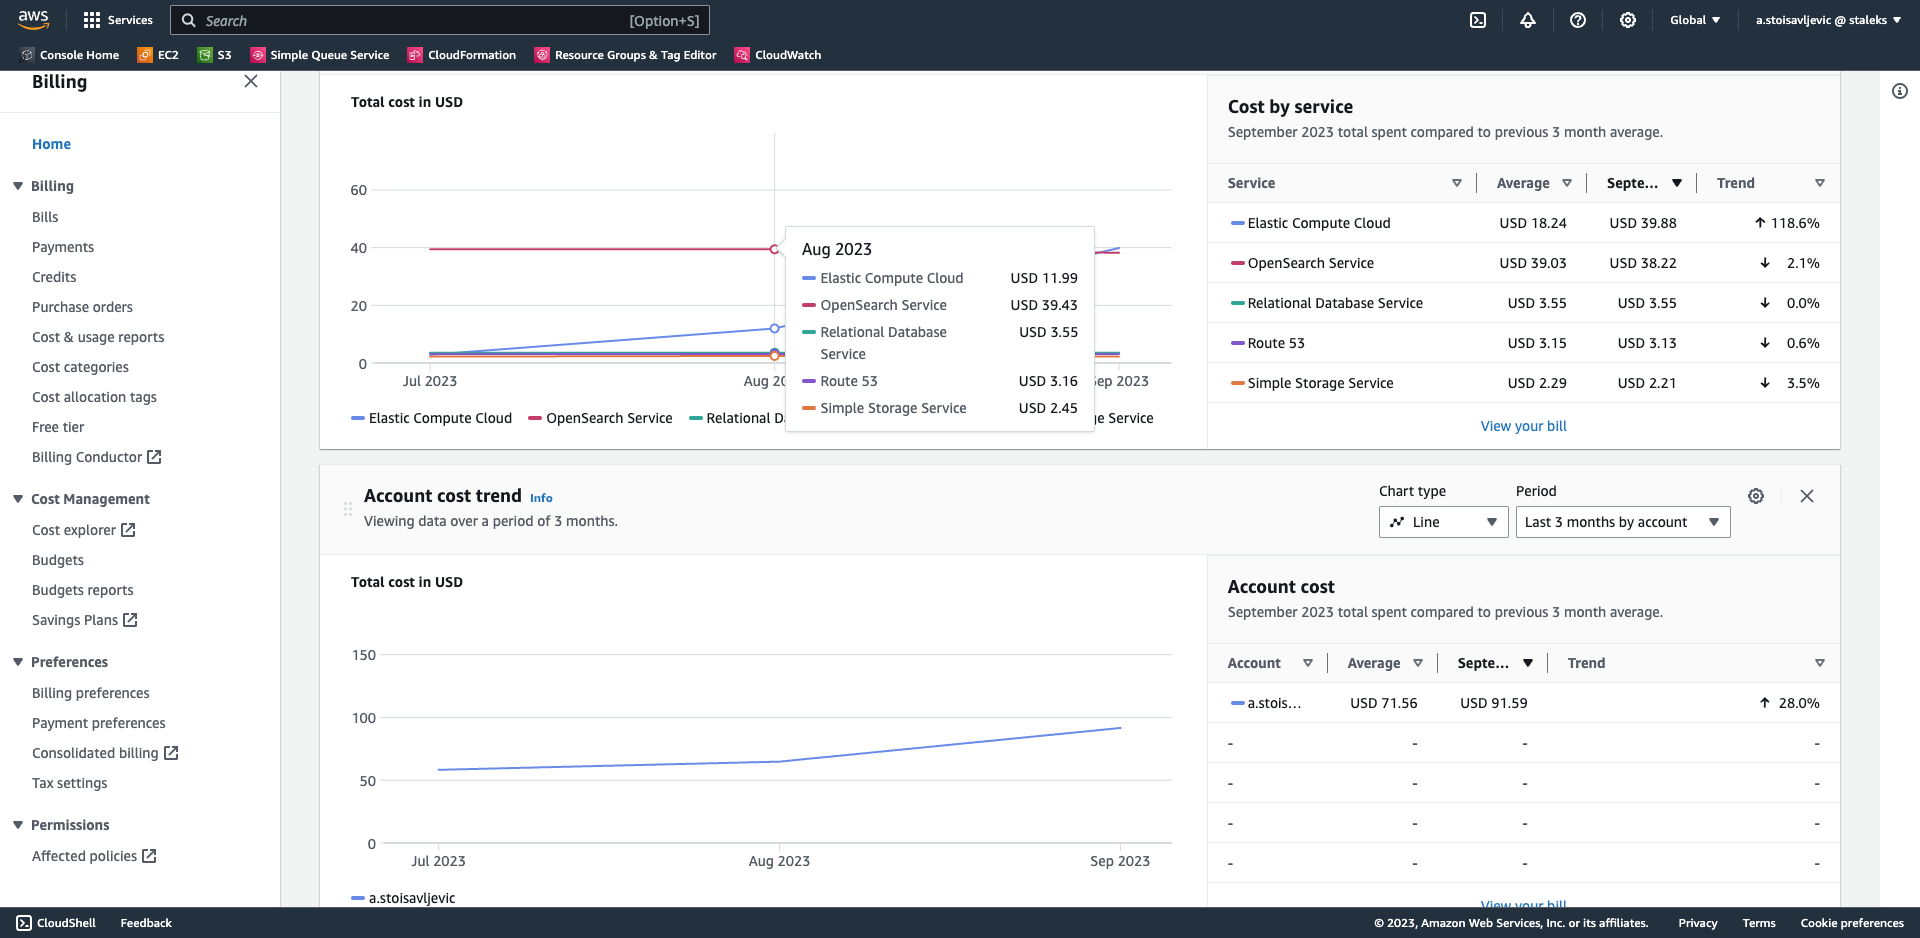 aws
Services
Search
[Option+S]
Global
a.stoisavljevic @ staleks
Console Home
EC2
S3
Simple Queue Service
CloudFormation
Resource Groups & Tag Editor
CloudWatch
Billing
Home
Billing
Bills
Payments
Credits
Purchase orders
Cost & usage reports
Cost categories
Cost allocation tags
Free tier
Billing Conductor
Cost Management
Cost explorer
Budgets
Budgets reports
Savings Plans
Preferences
Billing preferences
Payment preferences
Consolidated billing
Tax settings
Permissions
Affected policies
Total cost in USD
60
40
20
0
Jul 2023
Aug 20
Sep 2023
Elastic Compute Cloud
OpenSearch Service
Relational D
ge Service
Aug 2023
Elastic Compute Cloud USD 11.99
OpenSearch Service USD 39.43
Relational Database USD 3.55
Service
Route 53 USD 3.16
Simple Storage Service USD 2.45
Cost by service
September 2023 total spent compared to previous 3 month average.
Service Average Septe... Trend
Elastic Compute Cloud USD 18.24 USD 39.88 ↑ 118.6%
OpenSearch Service USD 39.03 USD 38.22 ↓ 2.1%
Relational Database Service USD 3.55 USD 3.55 ↓ 0.0%
Route 53 USD 3.15 USD 3.13 ↓ 0.6%
Simple Storage Service USD 2.29 USD 2.21 ↓ 3.5%
View your bill
Account cost trend Info
Viewing data over a period of 3 months.
Chart type
Line
Period
Last 3 months by account
Total cost in USD
150
100
50
0
Jul 2023
Aug 2023
Sep 2023
a.stoisavljevic
Account cost
September 2023 total spent compared to previous 3 month average.
Account Average Septe... Trend
a.stois... USD 71.56 USD 91.59 ↑ 28.0%
- - - -
- - - -
- - - -
- - - -
View your bill
CloudShell
Feedback
© 2023, Amazon Web Services, Inc. or its affiliates.
Privacy
Terms
Cookie preferences